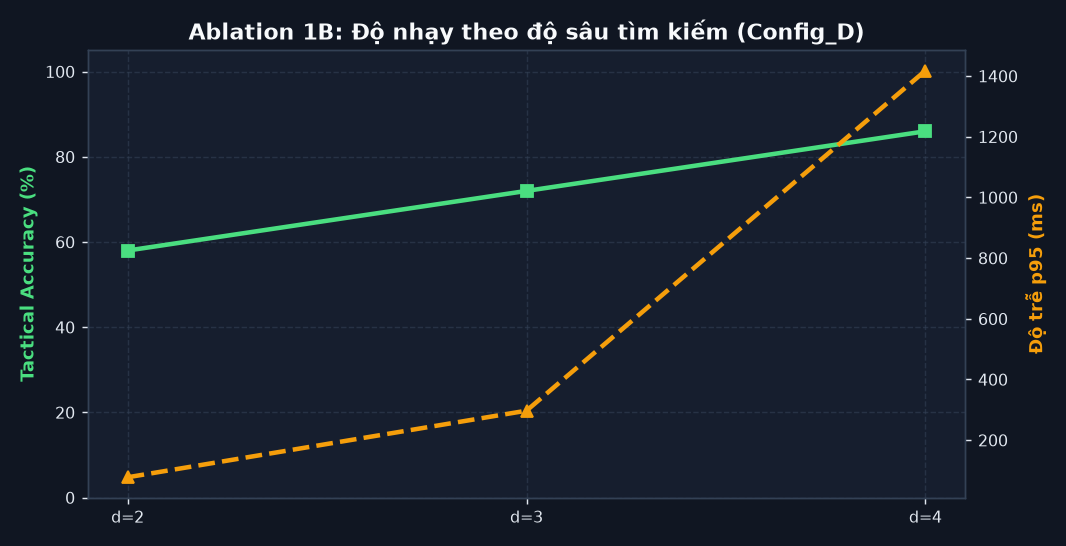 Ablation 1B: Độ nhạy theo độ sâu tìm kiếm (Config_D)
Tactical Accuracy (%)
100
80
60
40
20
0
d=2
d=3
d=4
1400
1200
1000
800
600
400
200
Độ trễ p95 (ms)